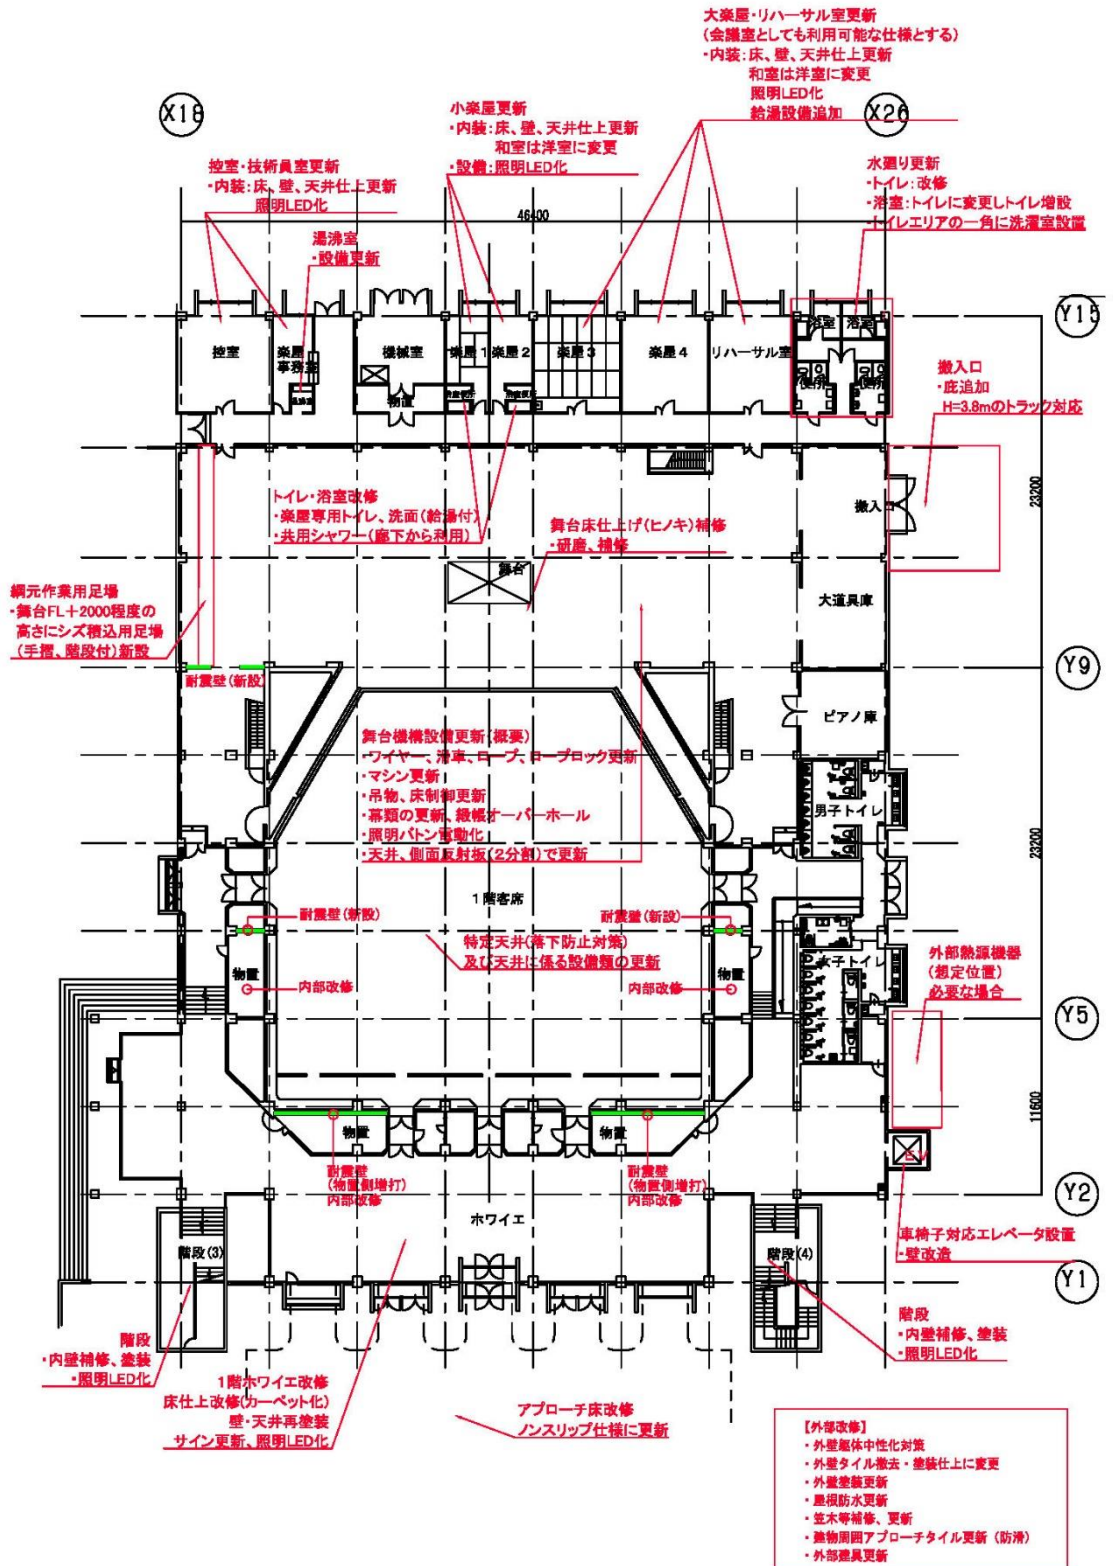 大楽屋・リハーサル室更新
(会議室としても利用可能な仕様とする)
・内装：床、壁、天井仕上更新
和室は洋室に変更
照明LED化
給湯設備追加
X18
X26
小楽屋更新
・内装：床、壁、天井仕上更新
和室は洋室に変更
・設備：照明LED化
控室・技術員室更新
・内装：床、壁、天井仕上更新
照明LED化
水廻り更新
・トイレ：改修
・浴室：トイレに変更しトイレ増設
・トイレエリアの一角に洗濯室設置
46400
湯沸室
・設備更新
Y15
控室
楽屋
事務室
湯沸室
機械室
物置
楽屋1
楽屋2
楽屋3
楽屋4
リハーサル室
浴室
浴室
便所
便所
搬入口
・庇追加
H=3.8mのトラック対応
23200
搬入
トイレ・浴室改修
・楽屋専用トイレ、洗面(給湯付)
・共用シャワー(廊下から利用)
舞台床仕上げ(ヒノキ)補修
・研磨、補修
舞台
大道具庫
綱元作業用足場
・舞台FL+2000程度の
高さにシズ積込用足場
(手摺、階段付)新設
耐震壁(新設)
Y9
ピアノ庫
舞台機構設備更新(概要)
・ワイヤー、滑車、ロープ、ロープロック更新
・マシン更新
・吊物、床制御更新
・幕類の更新、緞帳オーバーホール
・照明バトン電動化
・天井、側面反射板(2分割)で更新
男子トイレ
23200
1階客席
耐震壁(新設)
耐震壁(新設)
特定天井(落下防止対策)
及び天井に係る設備類の更新
物置
内部改修
物置
内部改修
女子トイレ
外部熱源機器
(想定位置)
必要な場合
Y5
11600
物置
物置
耐震壁
(物置側増打)
内部改修
耐震壁
(物置側増打)
内部改修
EV
Y2
ホワイエ
車椅子対応エレベータ設置
・壁改造
階段(3)
階段(4)
Y1
階段
・内壁補修、塗装
・照明LED化
階段
・内壁補修、塗装
・照明LED化
1階ホワイエ改修
床仕上改修(カーペット化)
壁・天井再塗装
サイン更新、照明LED化
アプローチ床改修
ノンスリップ仕様に更新
【外部改修】
・外壁躯体中性化対策
・外壁タイル撤去・塗装仕上に変更
・外壁塗装更新
・屋根防水更新
・笠木等補修、更新
・建物周囲アプローチタイル更新（防滑）
・外部建具更新